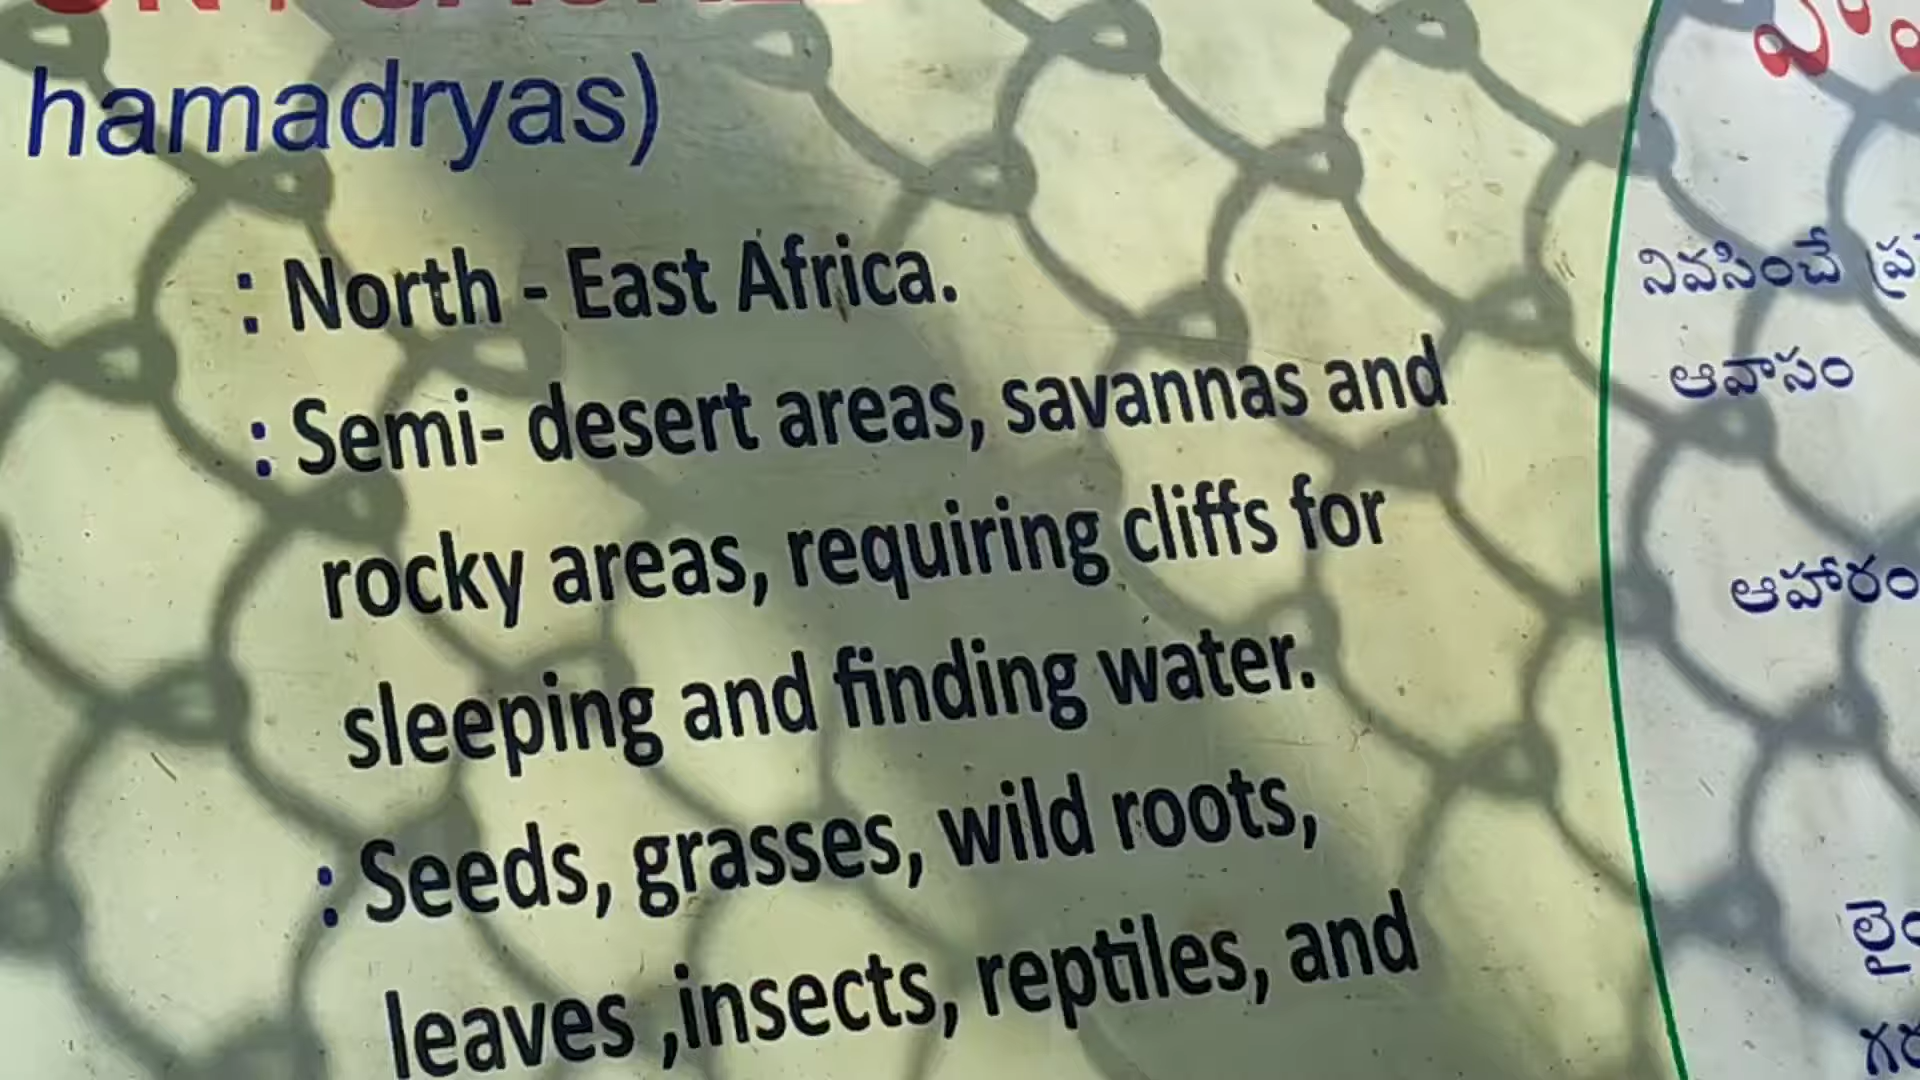 hamadryas)
: North - East Africa.
: Semi- desert areas, savannas and
rocky areas, requiring cliffs for
sleeping and finding water.
: Seeds, grasses, wild roots,
leaves ,insects, reptiles, and
నివసించే
ఆవాసం
ఆహారం